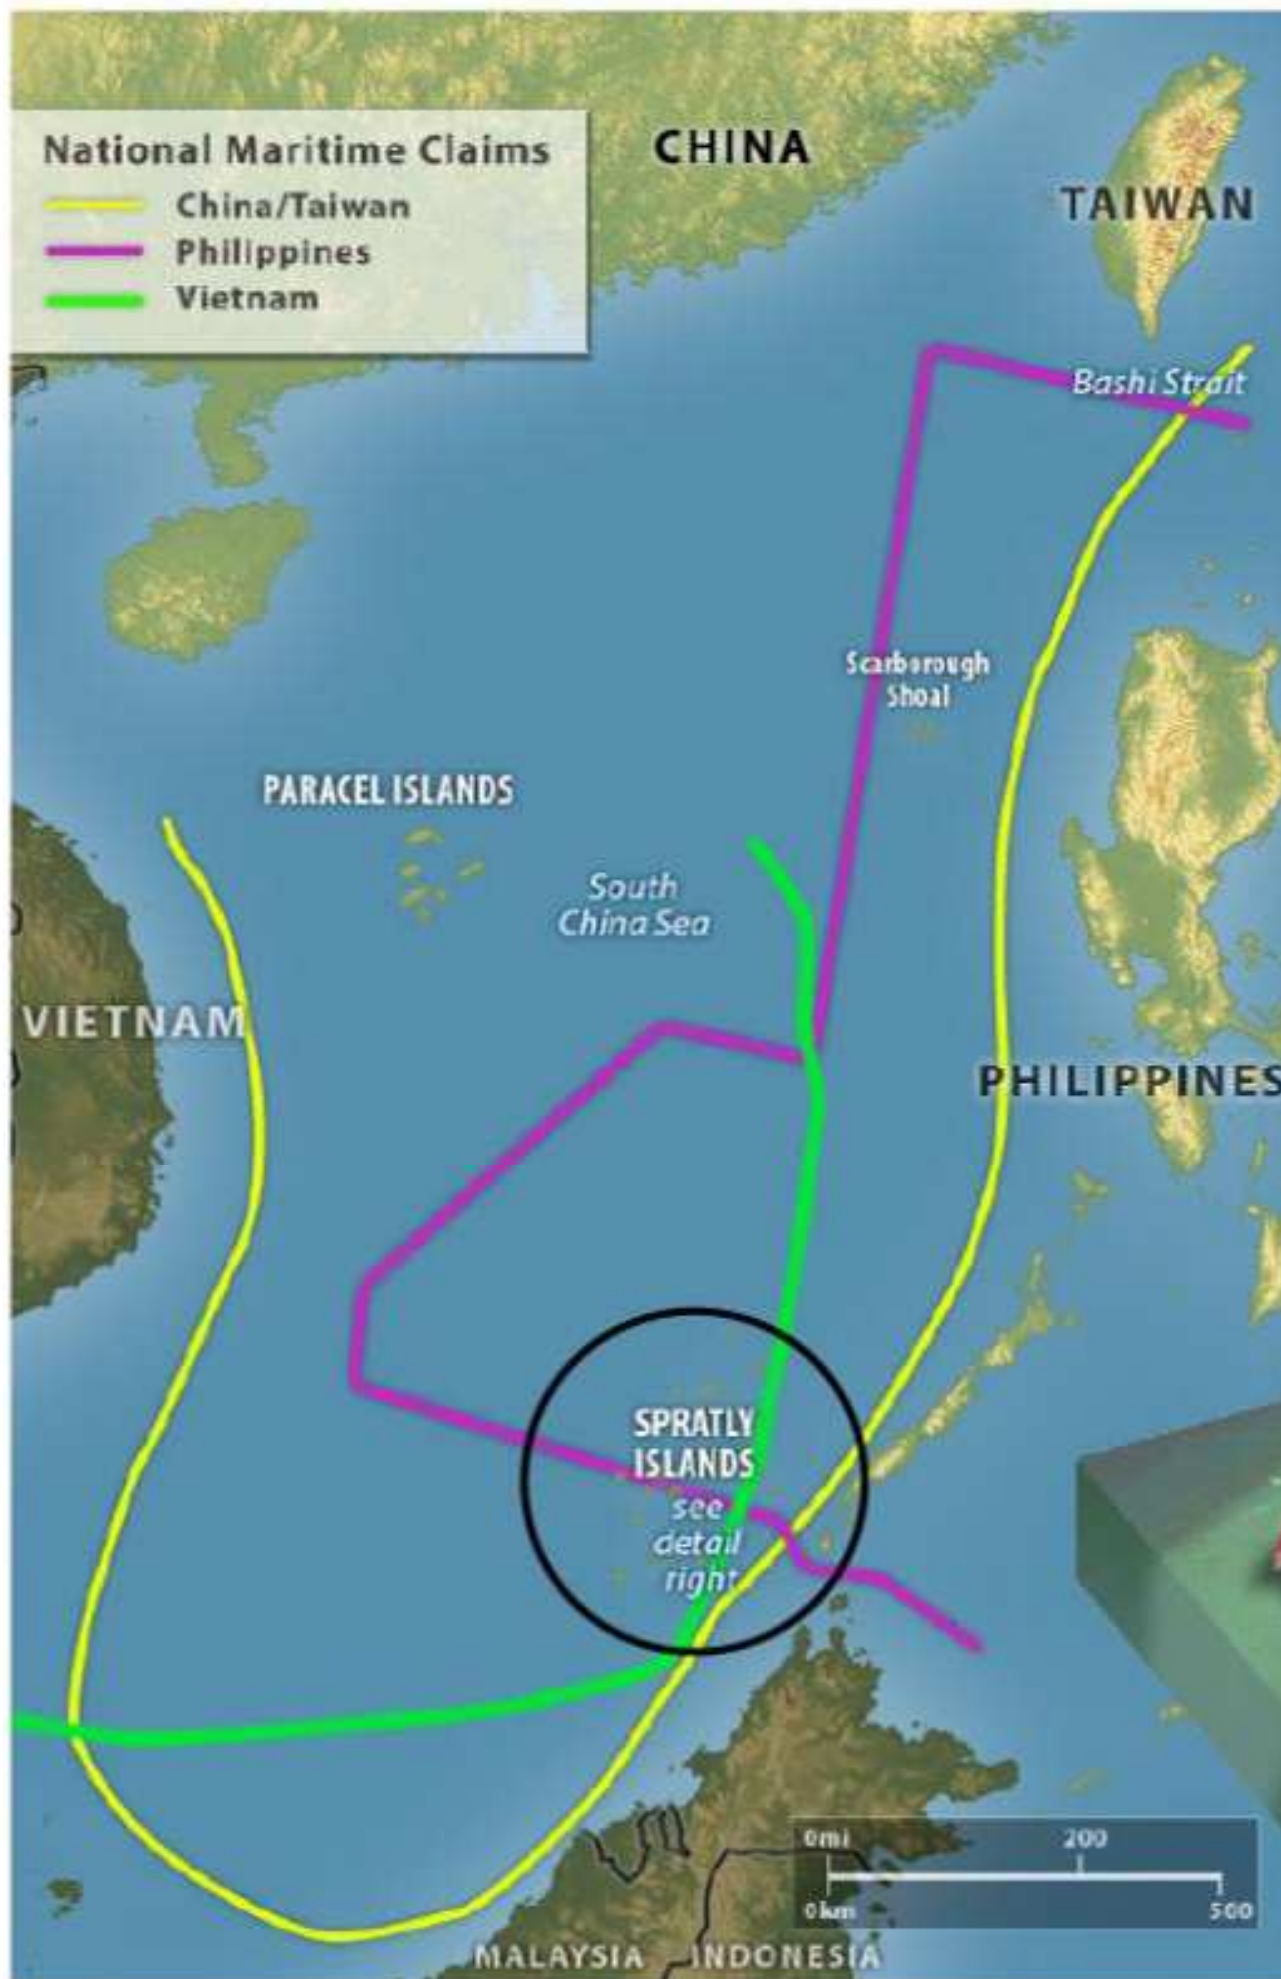 National Maritime Claims
China/Taiwan
Philippines
Vietnam
CHINA
TAIWAN
Bashi Strait
Scarborough
Shoal
PARACEL ISLANDS
South
China Sea
VIETNAM
PHILIPPINES
SPRATLY
ISLANDS
see
detail
right
0mi
200
0km
500
MALAYSIA
INDONESIA